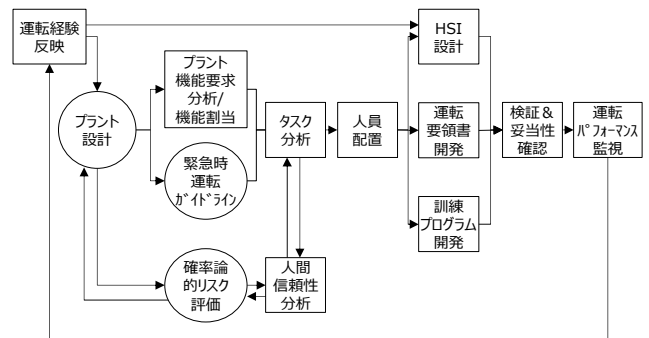 運転経験
反映
プラント
設計
プラント
機能要求
分析/
機能割当
緊急時
運転
ｶﾞｲﾄﾞﾗｲﾝ
確率論
的リスク
評価
タスク
分析
人間
信頼性
分析
人員
配置
HSI
設計
運転
要領書
開発
訓練
プログラム
開発
検証＆
妥当性
確認
運転
ﾊﾟﾌｫｰﾏﾝｽ
監視